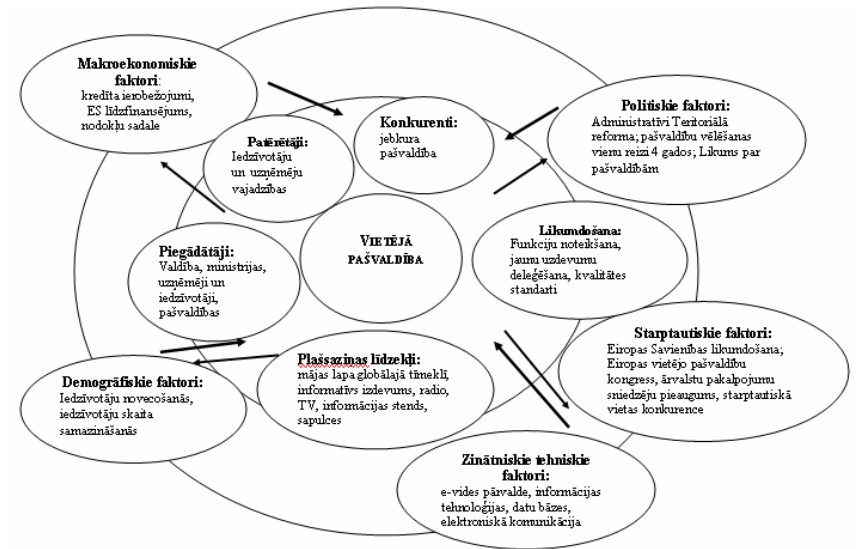 Makroekonomiskie
faktori:
kredīta ierobežojumi,
ES līdzfinansējums,
nodokļu sadale
Politiskie faktori:
Administratīvi Teritoriālā
reforma; pašvaldību vēlēšanas
vienu reizi 4 gados; Likums par
pašvaldībām
Konkurenti:
jebkura
pašvaldība
Patērētāji:
Iedzīvotāju
un uzņēmēju
vajadzības
VIETĒJĀ
PAŠVALDĪBA
Likumdošana:
Funkciju noteikšana,
jaunu uzdevumu
deleģēšana, kvalitātes
standarti
Piegādātāji:
Valdība, ministrijas,
uzņēmēji un
iedzīvotāji,
pašvaldības
Starptautiskie faktori:
Eiropas Savienības likumdošana;
Eiropas vietējo pašvaldību
kongress, ārvalstu pakalpojumu
sniedzēju pieaugums, starptautiskā
vietas konkurence
Plašsaziņas līdzekļi:
mājas lapa globālajā tīmeklī,
informatīvs izdevums, radio,
TV, informācijas stends,
sapulces
Demogrāfiskie faktori:
Iedzīvotāju novecošanās,
iedzīvotāju skaita
samazināšanās
Zinātniskie tehniskie
faktori:
e-vides pārvalde, informācijas
tehnoloģijas, datu bāzes,
elektroniskā komunikācija